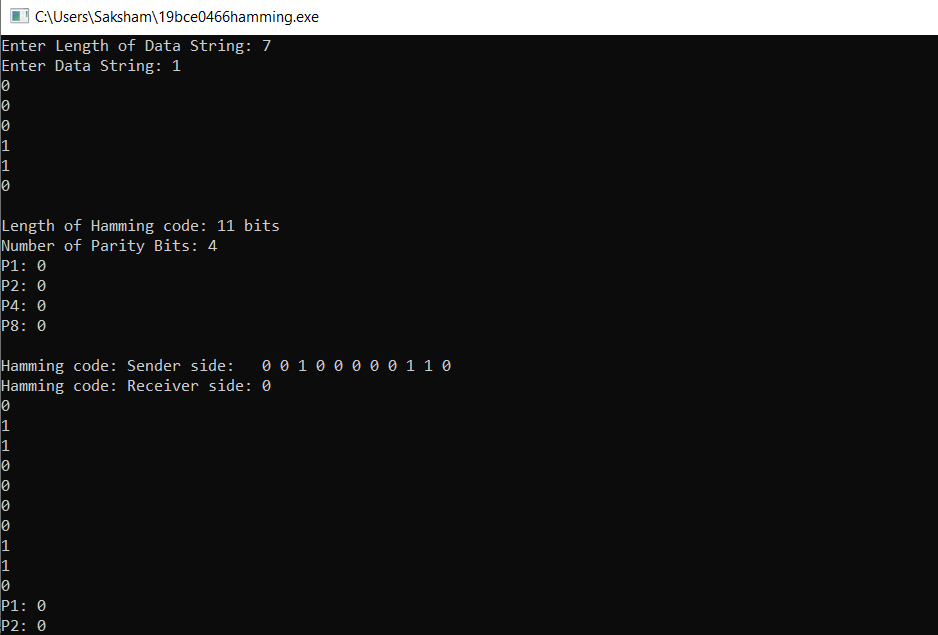 C:\Users\Saksham\19bce0466hamming.exe
Enter Length of Data String: 7
Enter Data String: 1
0
0
0
1
1
0
Length of Hamming code: 11 bits
Number of Parity Bits: 4
P1: 0
P2: 0
P4: 0
P8: 0
Hamming code: Sender side:   0 0 1 0 0 0 0 0 1 1 0
Hamming code: Receiver side: 0
0
1
1
0
0
0
0
1
1
0
P1: 0
P2: 0